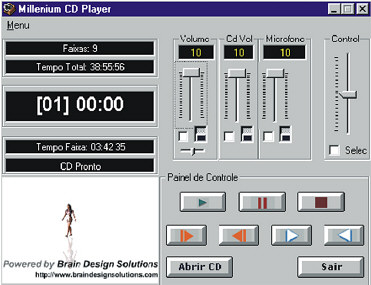 Millenium CD Player
Menu
Faixas: 9
Tempo Total: 38:55:56
[01] 00:00
Tempo Faixa: 03:42:35
CD Pronto
Volume
10
Cd Vol
10
Microfone
10
Control
Selec
Painel de Controle
Abrir CD
Sair
Powered by Brain Design Solutions
http://www.braindesignsolutions.com